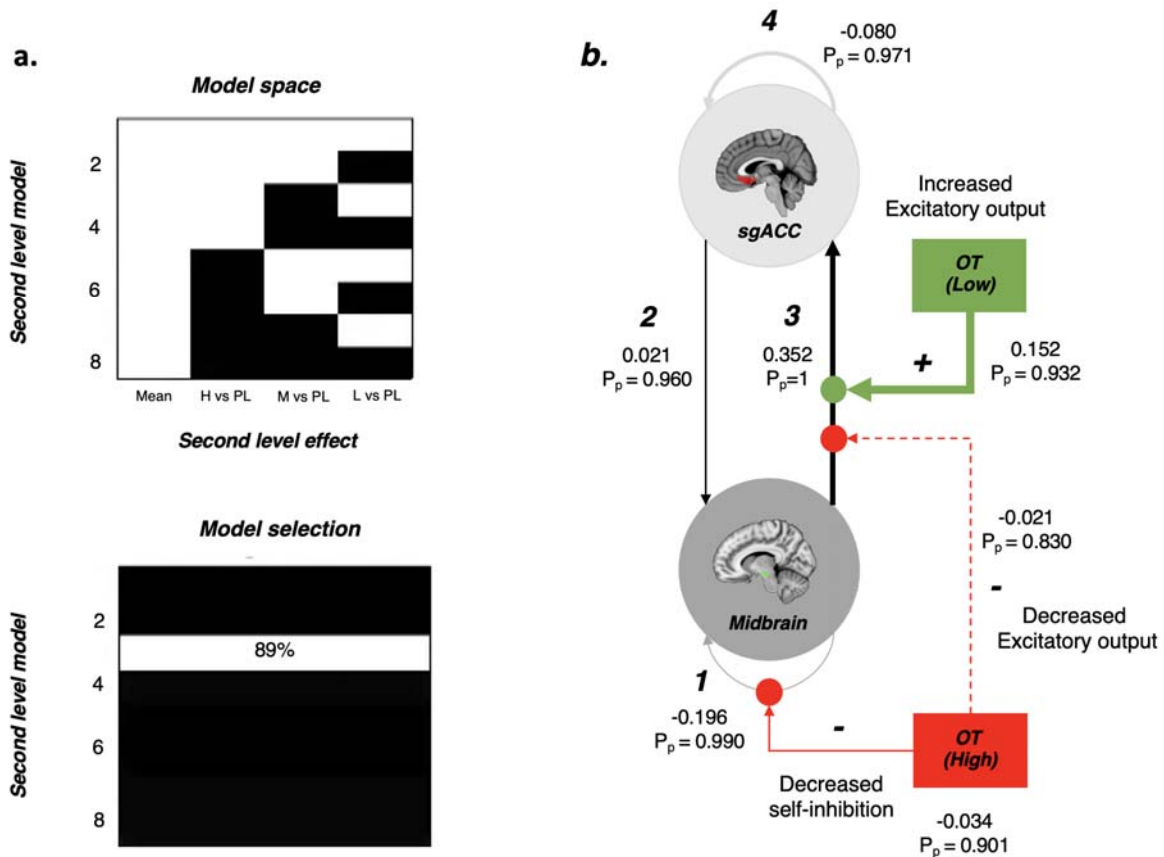 a.
Model space
Second level model
2
4
6
8
Mean
H vs PL
M vs PL
L vs PL
Second level effect
Model selection
Second level model
2
89%
4
6
8
b.
4
-0.080
Pp = 0.971
sgACC
Increased
Excitatory output
OT
(Low)
2
0.021
Pp = 0.960
3
0.352
Pp=1
+
0.152
Pp = 0.932
-0.021
Pp = 0.830
-
Decreased
Excitatory output
Midbrain
1
-0.196
Pp = 0.990
-
Decreased
self-inhibition
OT
(High)
-0.034
Pp = 0.901